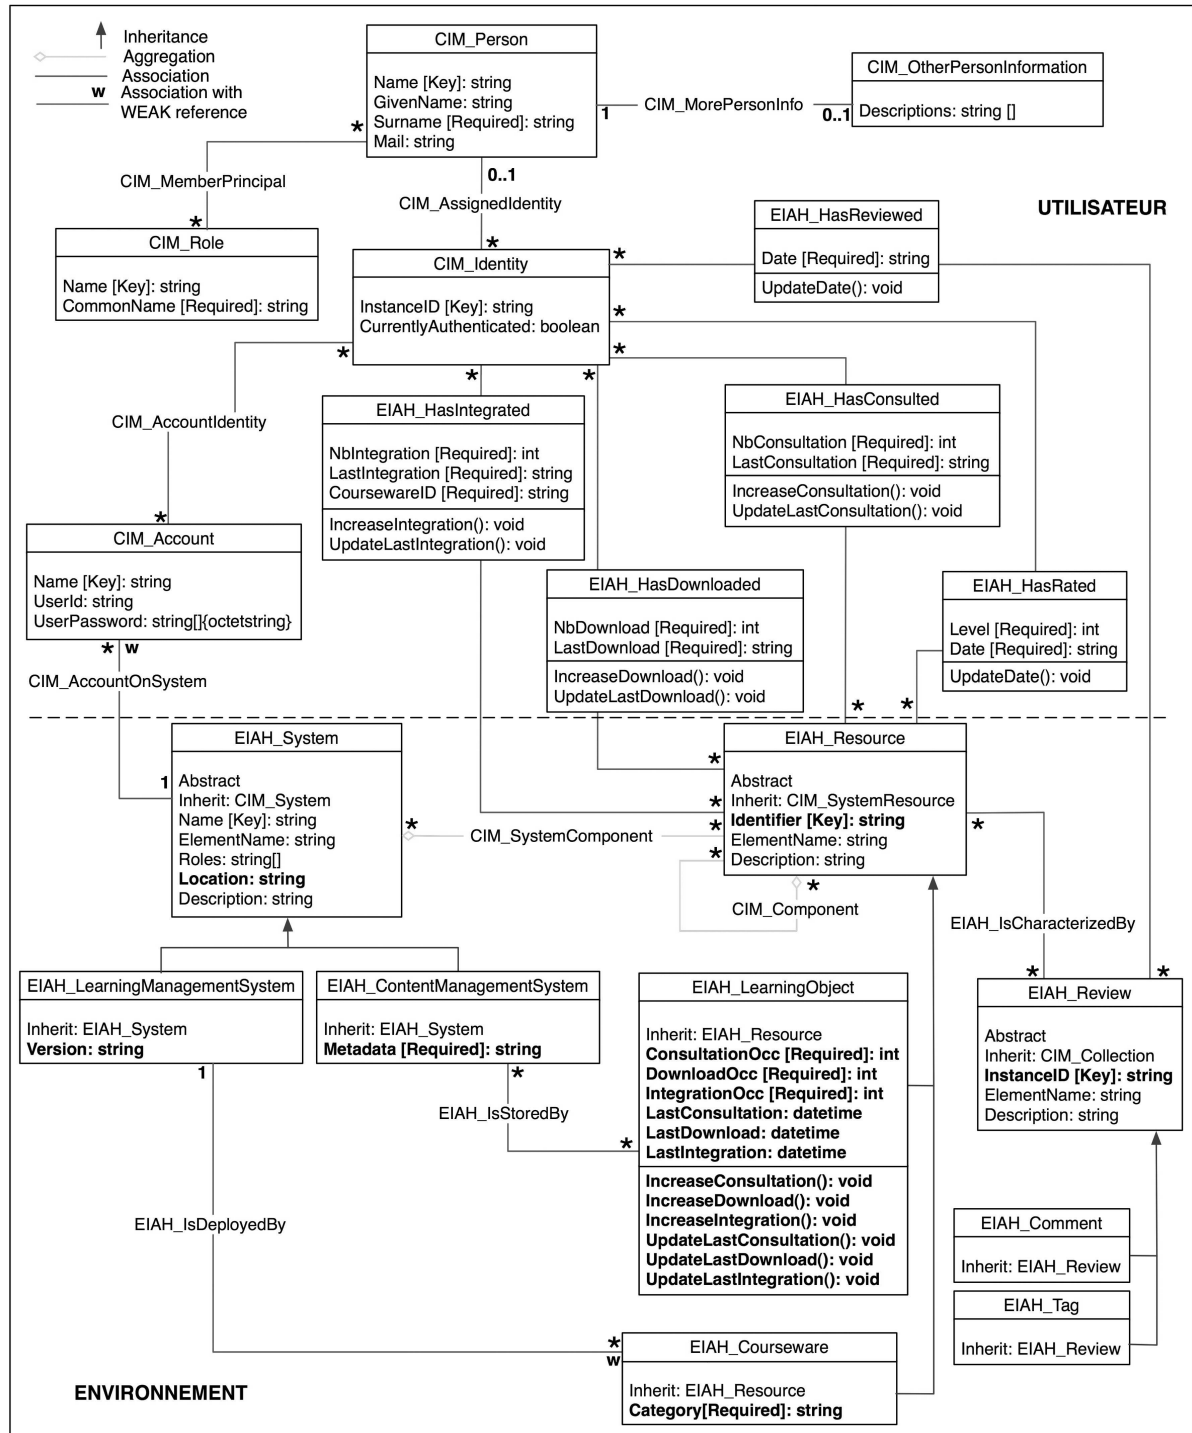 Inheritance
Aggregation
Association
w Association with
WEAK reference
CIM_Person
Name [Key]: string
GivenName: string
Surname [Required]: string
Mail: string
1
CIM_MorePersonInfo
0..1
CIM_OtherPersonInformation
Descriptions: string []
*
CIM_MemberPrincipal
*
0..1
CIM_AssignedIdentity
*
UTILISATEUR
CIM_Role
Name [Key]: string
CommonName [Required]: string
CIM_Identity
InstanceID [Key]: string
CurrentlyAuthenticated: boolean
*
*
*
*
*
*
EIAH_HasReviewed
Date [Required]: string
UpdateDate(): void
CIM_AccountIdentity
*
EIAH_HasIntegrated
NbIntegration [Required]: int
LastIntegration [Required]: string
CoursewareID [Required]: string
IncreaseIntegration(): void
UpdateLastIntegration(): void
EIAH_HasConsulted
NbConsultation [Required]: int
LastConsultation [Required]: string
IncreaseConsultation(): void
UpdateLastConsultation(): void
CIM_Account
Name [Key]: string
UserId: string
UserPassword: string[]{octetstring}
* w
CIM_AccountOnSystem
1
EIAH_HasDownloaded
NbDownload [Required]: int
LastDownload [Required]: string
IncreaseDownload(): void
UpdateLastDownload(): void
EIAH_HasRated
Level [Required]: int
Date [Required]: string
UpdateDate(): void
*
*
EIAH_System
Abstract
Inherit: CIM_System
Name [Key]: string
ElementName: string
Roles: string[]
Location: string
Description: string
*
CIM_SystemComponent
*
*
*
*
EIAH_Resource
Abstract
Inherit: CIM_SystemResource
Identifier [Key]: string
ElementName: string
Description: string
*
CIM_Component
*
EIAH_IsCharacterizedBy
*
*
EIAH_LearningManagementSystem
Inherit: EIAH_System
Version: string
1
EIAH_ContentManagementSystem
Inherit: EIAH_System
Metadata [Required]: string
*
EIAH_IsStoredBy
*
EIAH_LearningObject
Inherit: EIAH_Resource
ConsultationOcc [Required]: int
DownloadOcc [Required]: int
IntegrationOcc [Required]: int
LastConsultation: datetime
LastDownload: datetime
LastIntegration: datetime
IncreaseConsultation(): void
IncreaseDownload(): void
IncreaseIntegration(): void
UpdateLastConsultation(): void
UpdateLastDownload(): void
UpdateLastIntegration(): void
EIAH_Review
Abstract
Inherit: CIM_Collection
InstanceID [Key]: string
ElementName: string
Description: string
EIAH_Comment
Inherit: EIAH_Review
EIAH_Tag
Inherit: EIAH_Review
EIAH_IsDeployedBy
*
w
EIAH_Courseware
Inherit: EIAH_Resource
Category[Required]: string
ENVIRONNEMENT